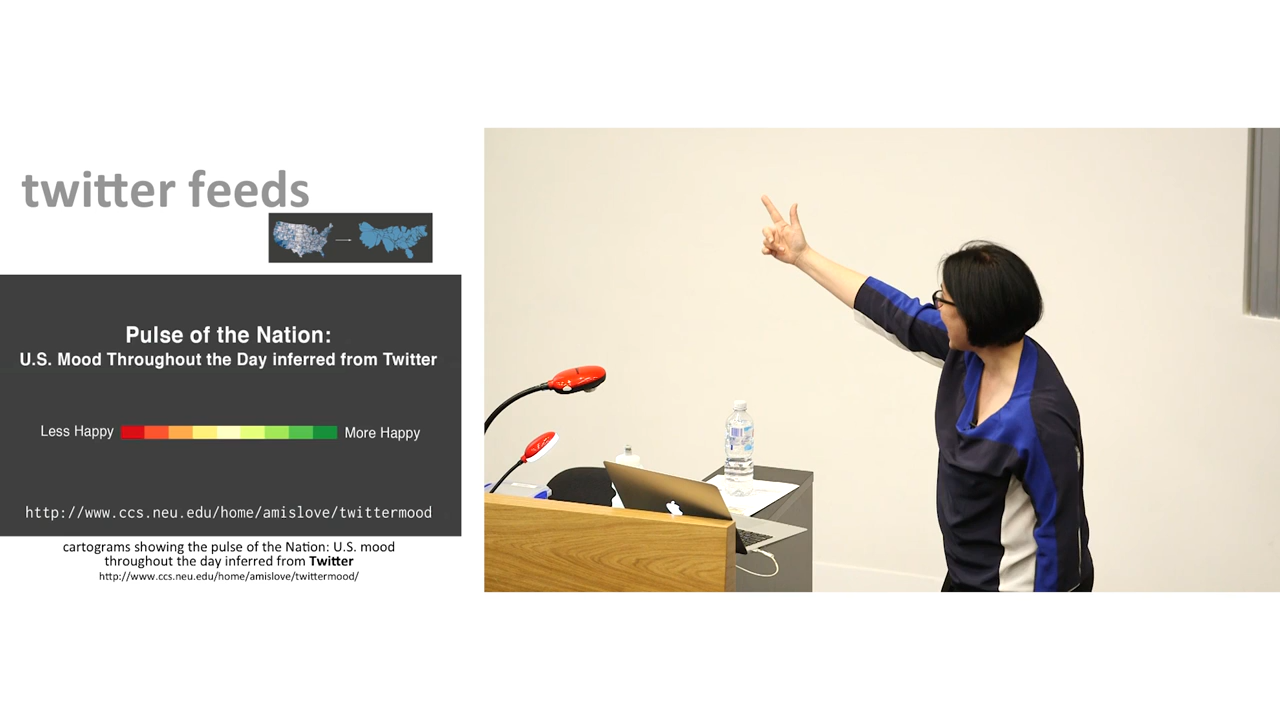 twitter feeds
Pulse of the Nation:
U.S. Mood Throughout the Day inferred from Twitter
Less Happy
More Happy
http://www.ccs.neu.edu/home/amislove/twittermood
cartograms showing the pulse of the Nation: U.S. mood
throughout the day inferred from Twitter
http://www.ccs.neu.edu/home/amislove/twittermood/